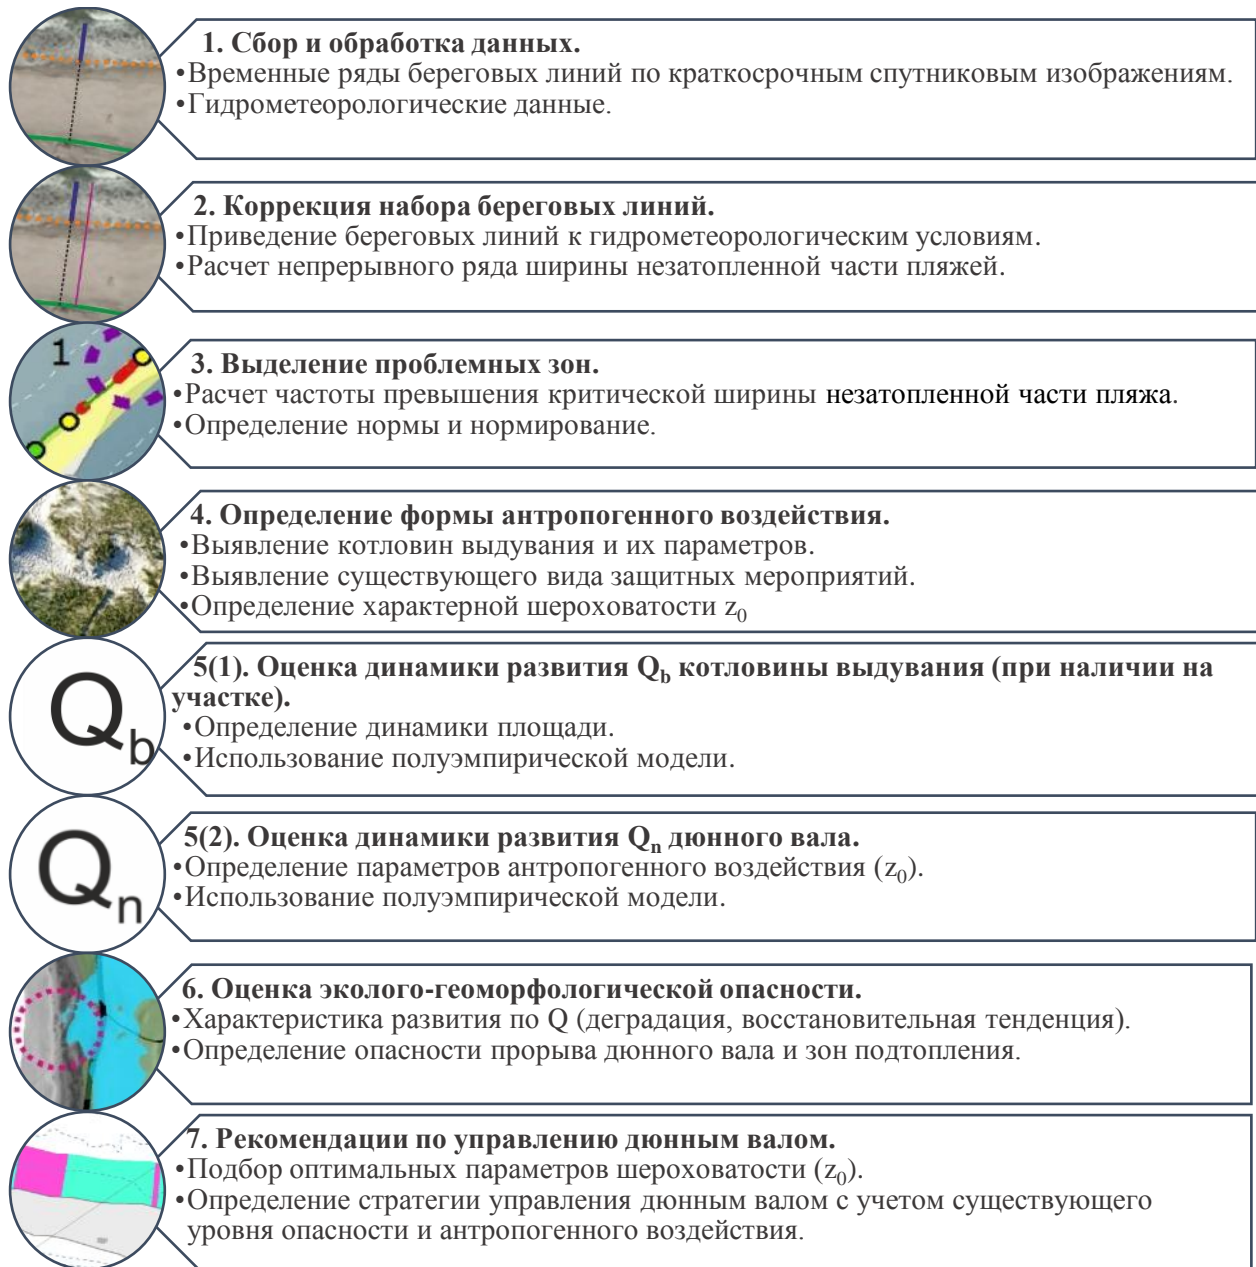 1. Сбор и обработка данных.
•Временные ряды береговых линий по краткосрочным спутниковым изображениям.
•Гидрометеорологические данные.
2. Коррекция набора береговых линий.
•Приведение береговых линий к гидрометеорологическим условиям.
•Расчет непрерывного ряда ширины незатопленной части пляжей.
1
3. Выделение проблемных зон.
•Расчет частоты превышения критической ширины незатопленной части пляжа.
•Определение нормы и нормирование.
4. Определение формы антропогенного воздействия.
•Выявление котловин выдувания и их параметров.
•Выявление существующего вида защитных мероприятий.
•Определение характерной шероховатости z₀
Q_b
5(1). Оценка динамики развития Q_b котловины выдувания (при наличии на
участке).
•Определение динамики площади.
•Использование полуэмпирической модели.
Qₙ
5(2). Оценка динамики развития Qₙ дюнного вала.
•Определение параметров антропогенного воздействия (z₀).
•Использование полуэмпирической модели.
6. Оценка эколого-геоморфологической опасности.
•Характеристика развития по Q (деградация, восстановительная тенденция).
•Определение опасности прорыва дюнного вала и зон подтопления.
7. Рекомендации по управлению дюнным валом.
•Подбор оптимальных параметров шероховатости (z₀).
•Определение стратегии управления дюнным валом с учетом существующего
уровня опасности и антропогенного воздействия.